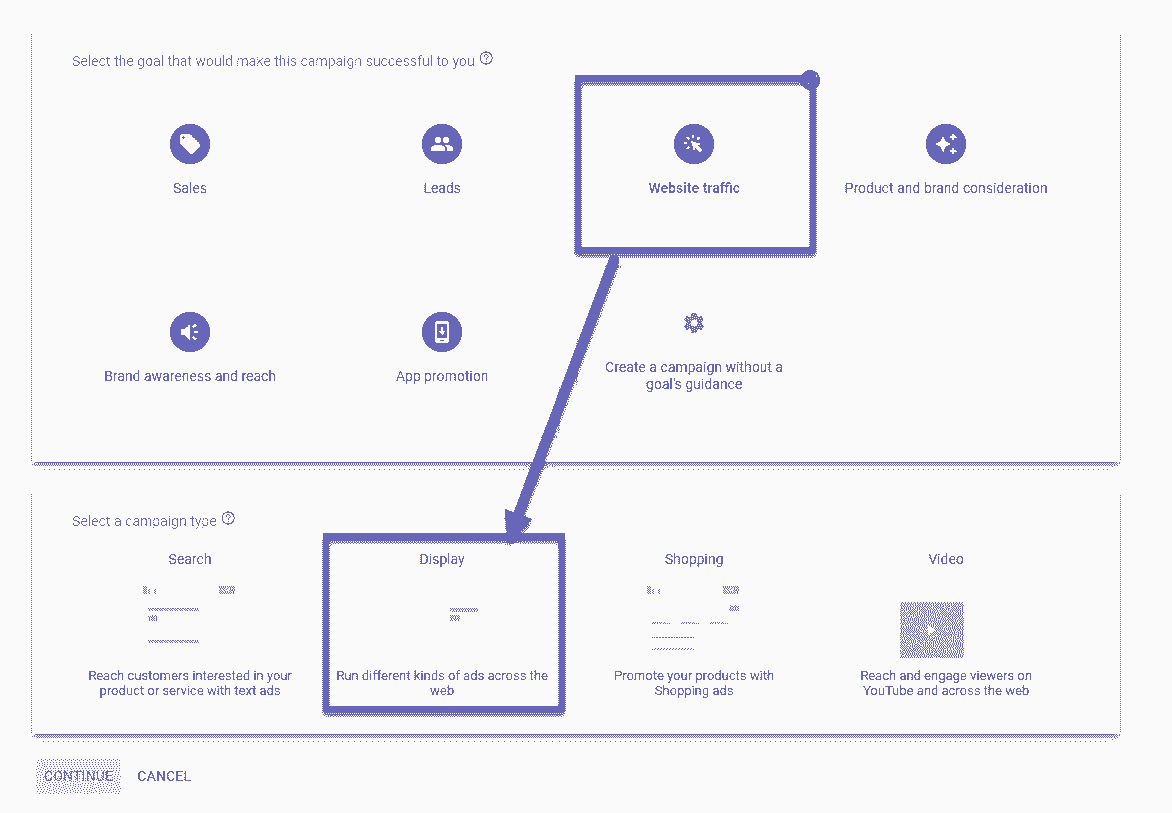 Select the goal that would make this campaign successful to you
Sales
Leads
Website traffic
Product and brand consideration
Brand awareness and reach
App promotion
Create a campaign without a
goal's guidance
Select a campaign type
Search
Display
Shopping
Video
Reach customers interested in your
product or service with text ads
Run different kinds of ads across the
web
Promote your products with
Shopping ads
Reach and engage viewers on
YouTube and across the web
CONTINUE
CANCEL